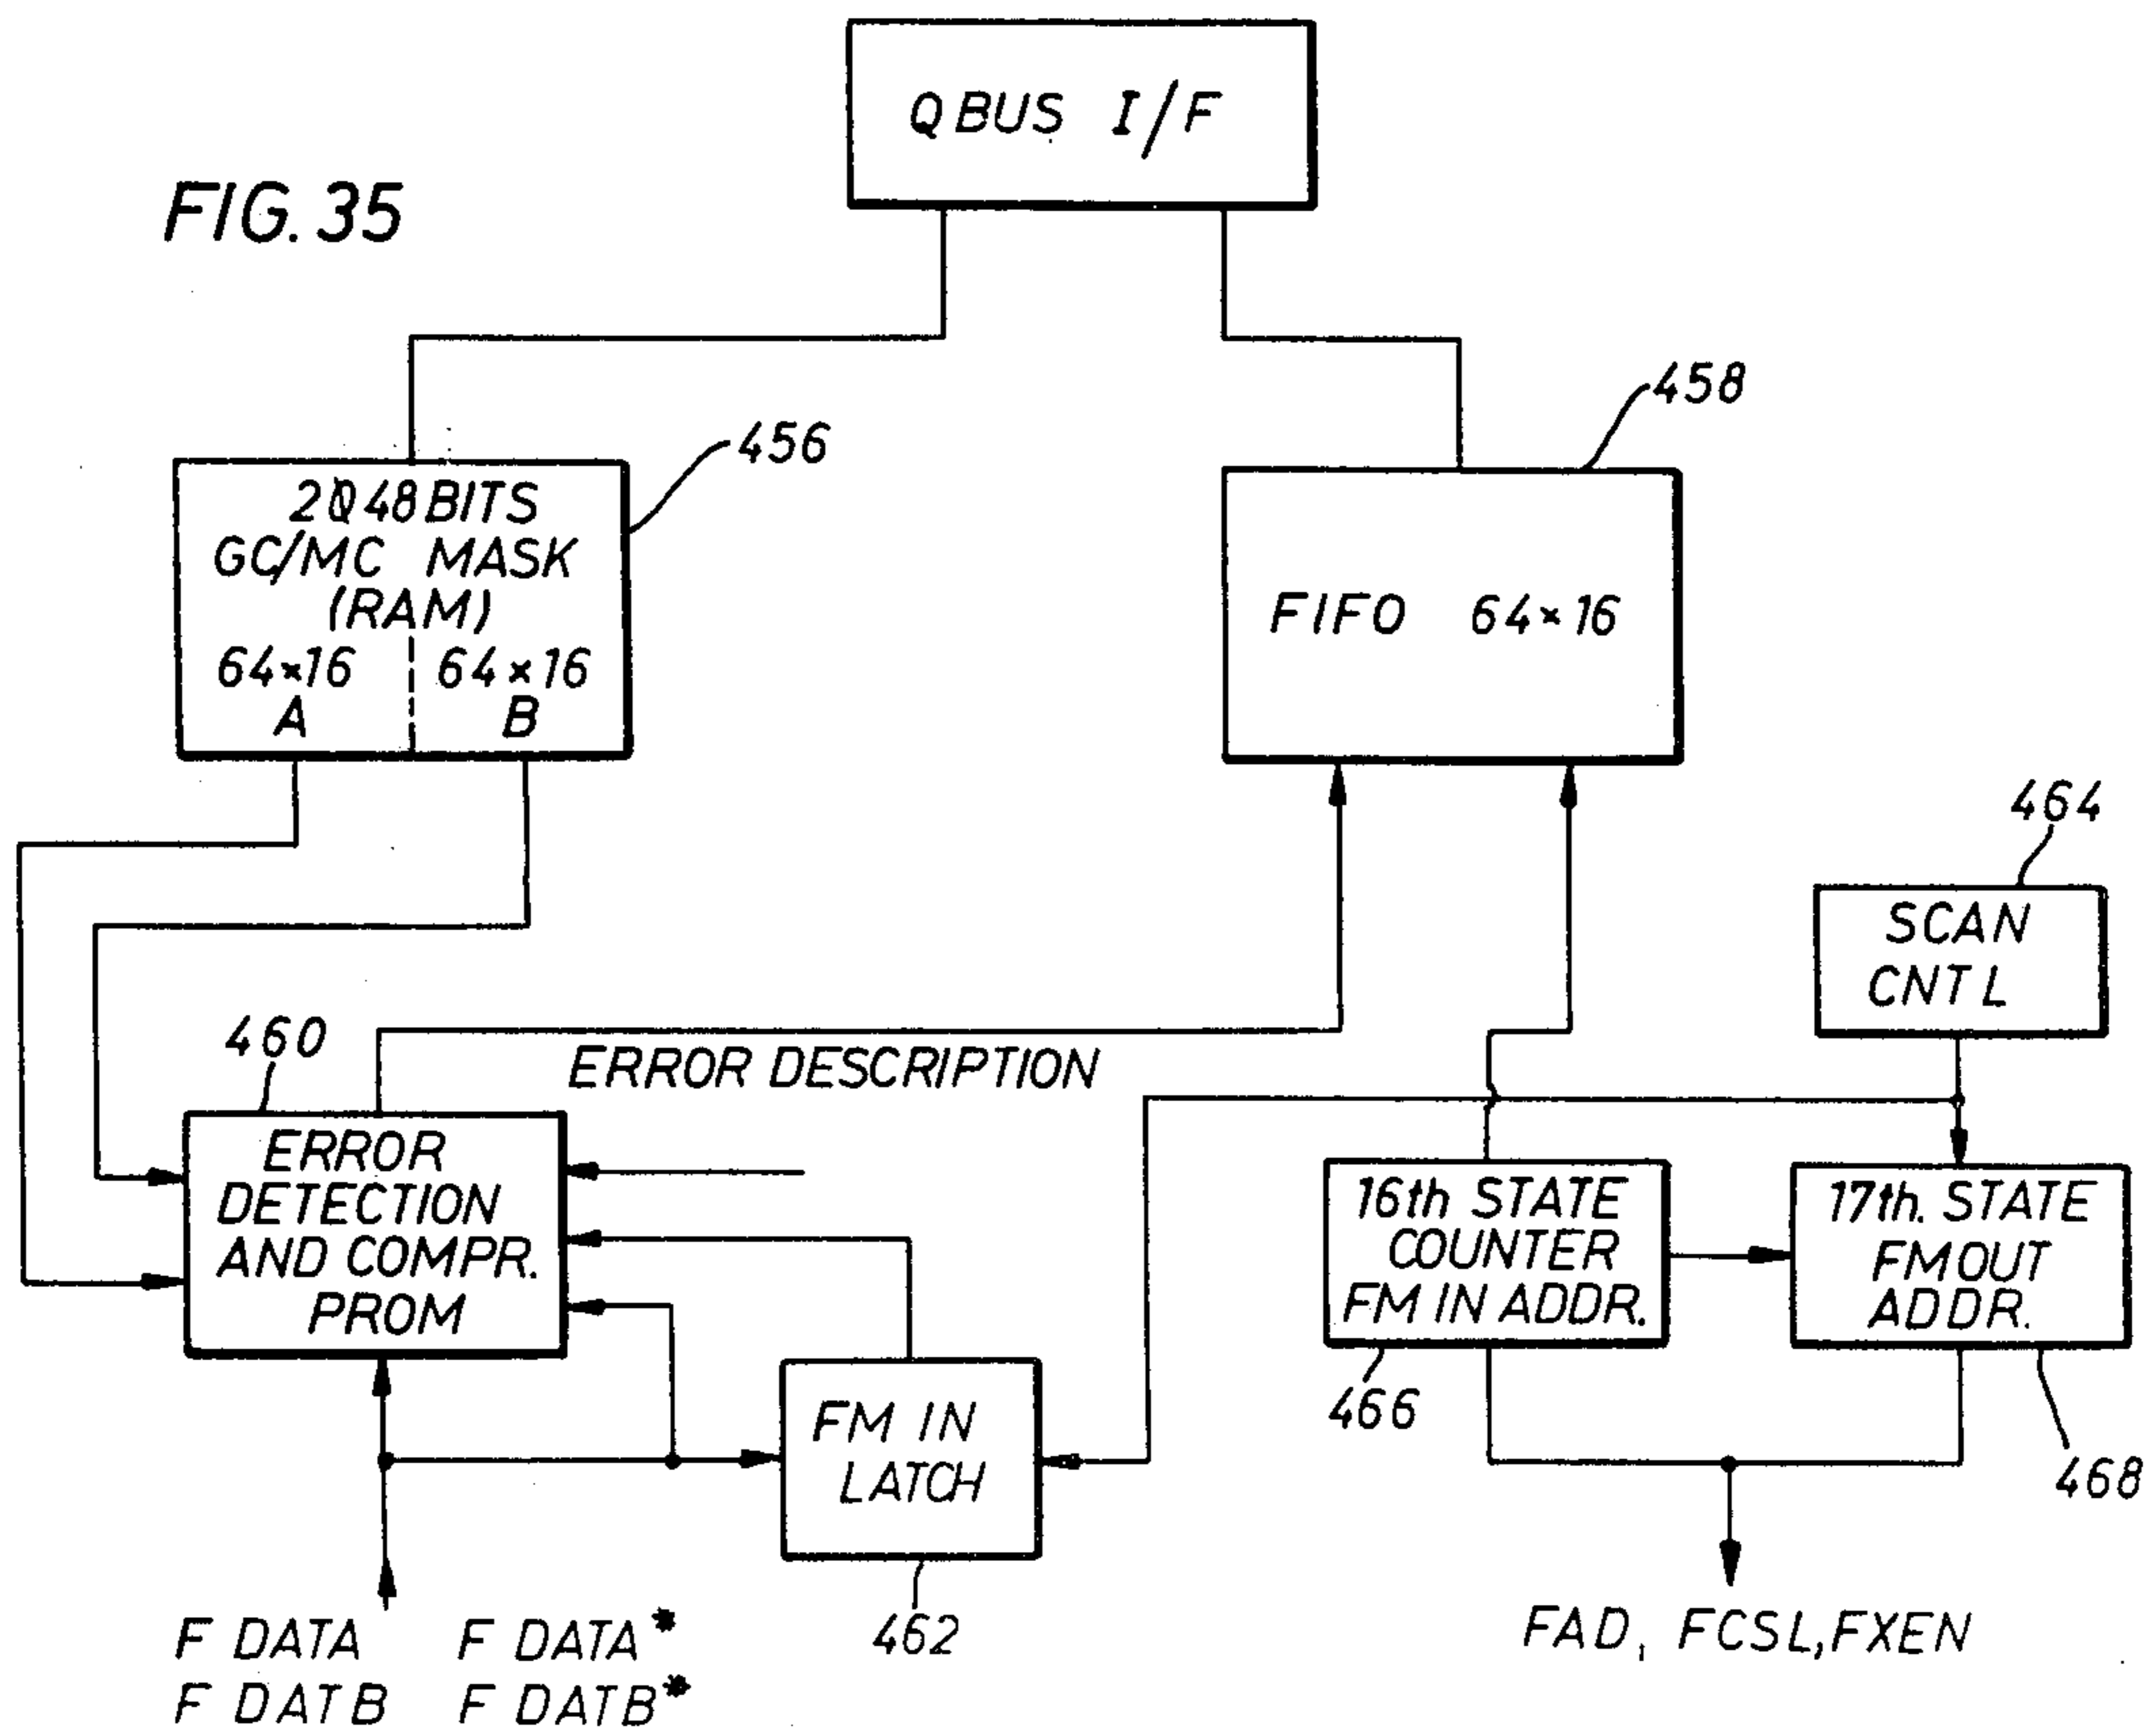 QBUS I/F
FIG. 35
458
456
2048 BITS
GC/MC MASK
(RAM)
64×16 64×16
A B
FIFO 64×16
464
SCAN
CNTL
460
ERROR DESCRIPTION
ERROR
DETECTION
AND COMPR.
PROM
16th STATE
COUNTER
FM IN ADDR.
17th. STATE
FM OUT
ADDR.
FM IN
LATCH
466
468
462
F DATA F DATA*
F DATB F DATB*
FAD, FCSL, FXEN